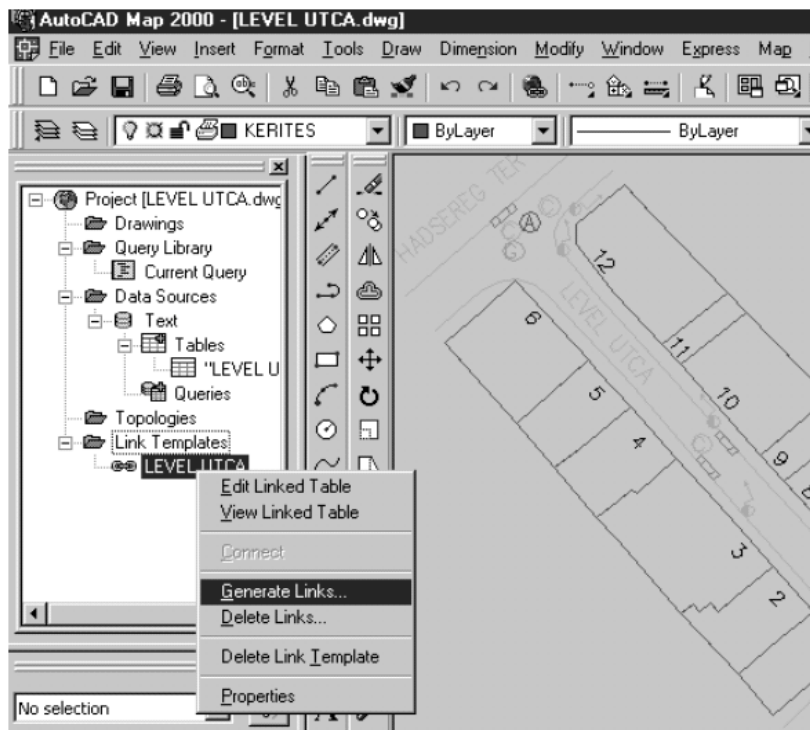 AutoCAD Map 2000 - [LEVEL UTCA.dwg]
File Edit View Insert Format Tools Draw Dimension Modify Window Express Map
KERITES ByLayer ByLayer
Project [LEVEL UTCA.dwg
Drawings
Query Library
Current Query
Data Sources
Text
Tables
"LEVEL U
Queries
Topologies
Link Templates
LEVEL UTCA
Edit Linked Table
View Linked Table
Connect
Generate Links...
Delete Links...
Delete Link Template
Properties
No selection
HADSEREG TER
A
G
LEVEL UTCA
12
11
10
9
6
5
4
3
2